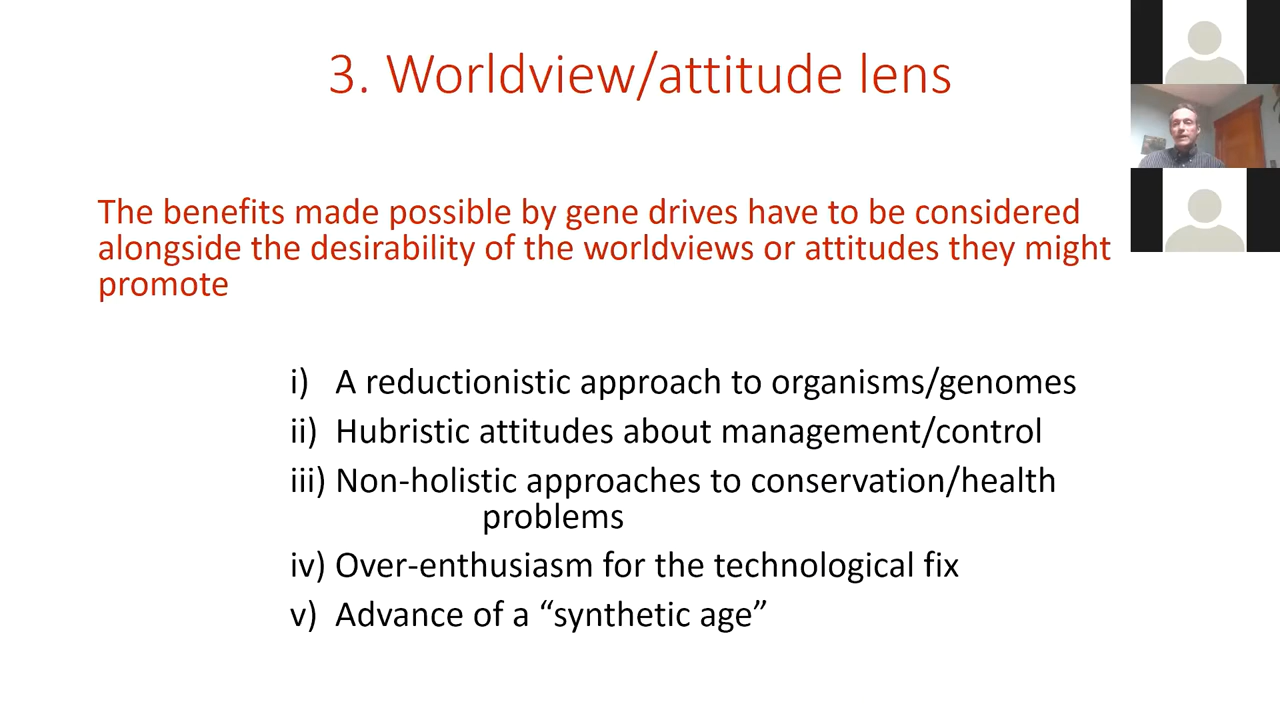 3. Worldview/attitude lens
The benefits made possible by gene drives have to be considered
alongside the desirability of the worldviews or attitudes they might
promote
i) A reductionistic approach to organisms/genomes
ii) Hubristic attitudes about management/control
iii) Non-holistic approaches to conservation/health
problems
iv) Over-enthusiasm for the technological fix
v) Advance of a “synthetic age”